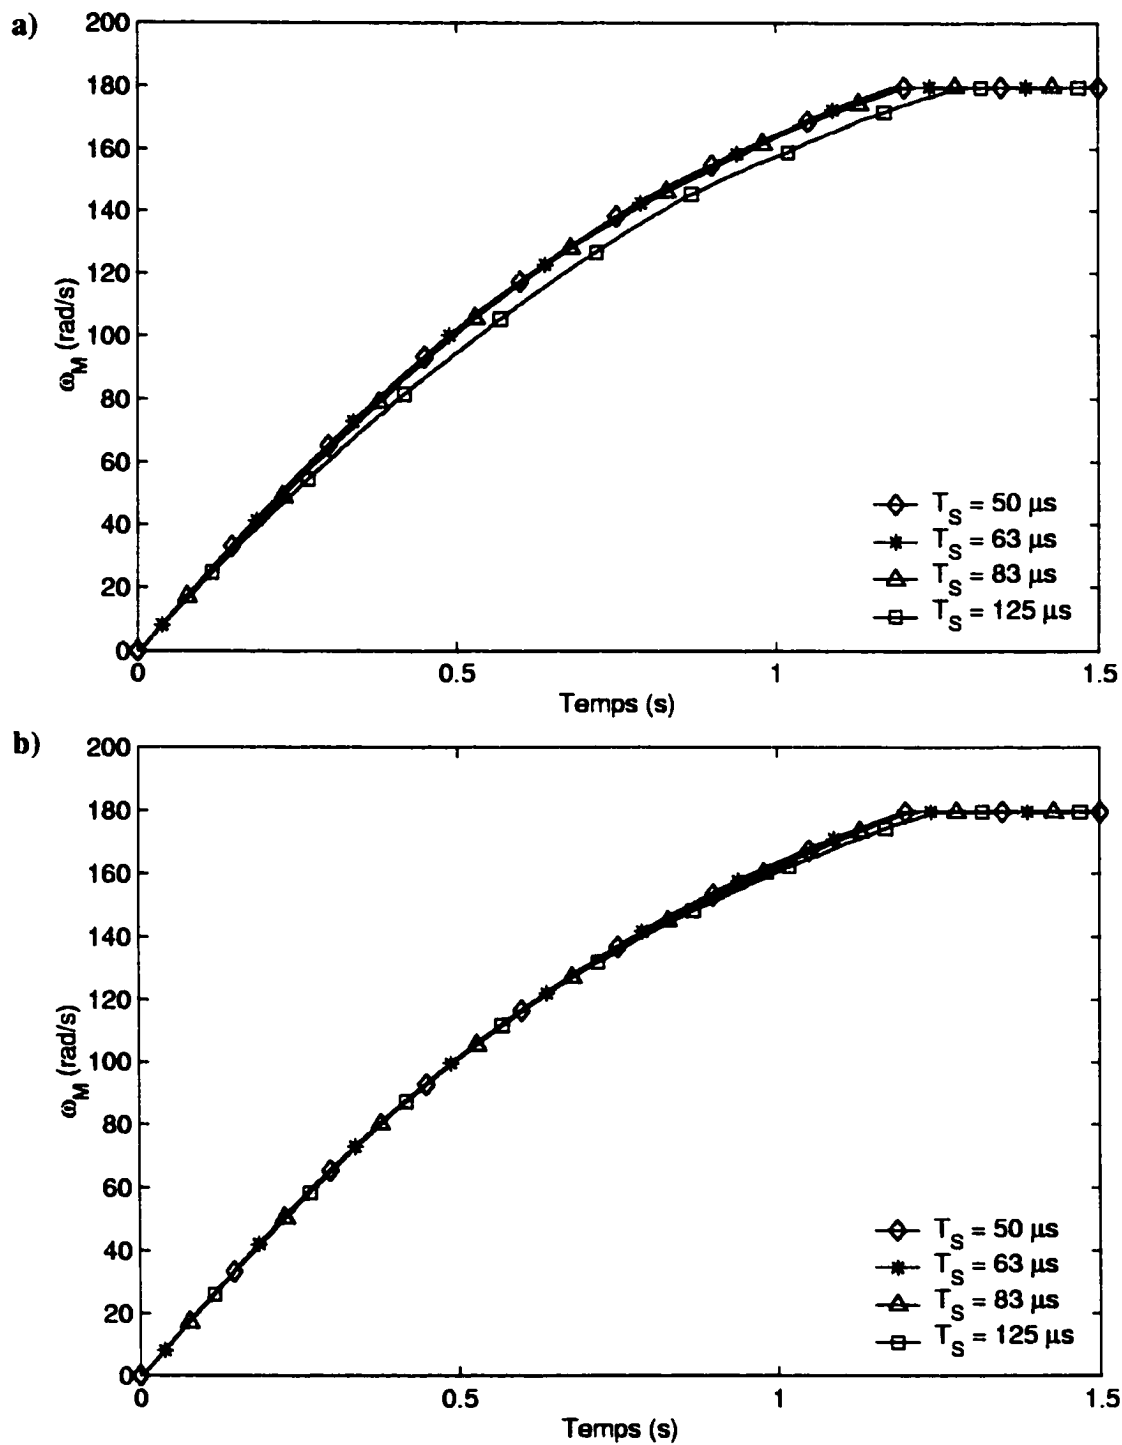 a)
200
180
160
140
120
100
80
60
40
20
0
ω_M (rad/s)
T_S = 50 μs
T_S = 63 μs
T_S = 83 μs
T_S = 125 μs
0 0.5 1 1.5
Temps (s)
b)
200
180
160
140
120
100
80
60
40
20
0
ω_M (rad/s)
T_S = 50 μs
T_S = 63 μs
T_S = 83 μs
T_S = 125 μs
0 0.5 1 1.5
Temps (s)